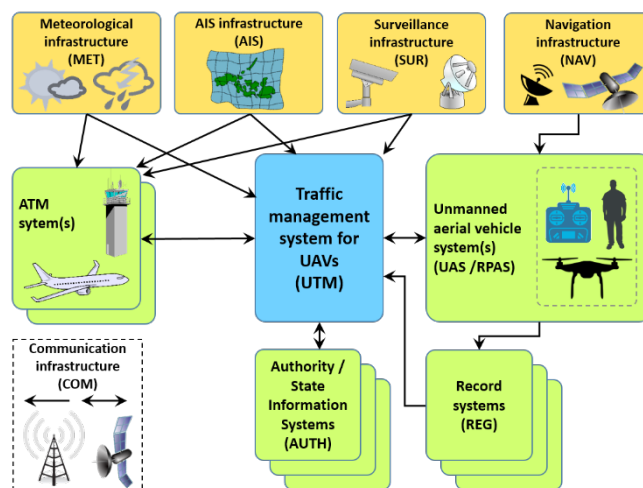 Meteorological
infrastructure
(MET)
AIS infrastructure
(AIS)
Surveillance
infrastructure
(SUR)
Navigation
infrastructure
(NAV)
ATM
sytem(s)
Traffic
management
system for
UAVs
(UTM)
Unmanned
aerial vehicle
system(s)
(UAS /RPAS)
Communication
infrastructure
(COM)
Authority /
State
Information
Systems
(AUTH)
Record
systems
(REG)